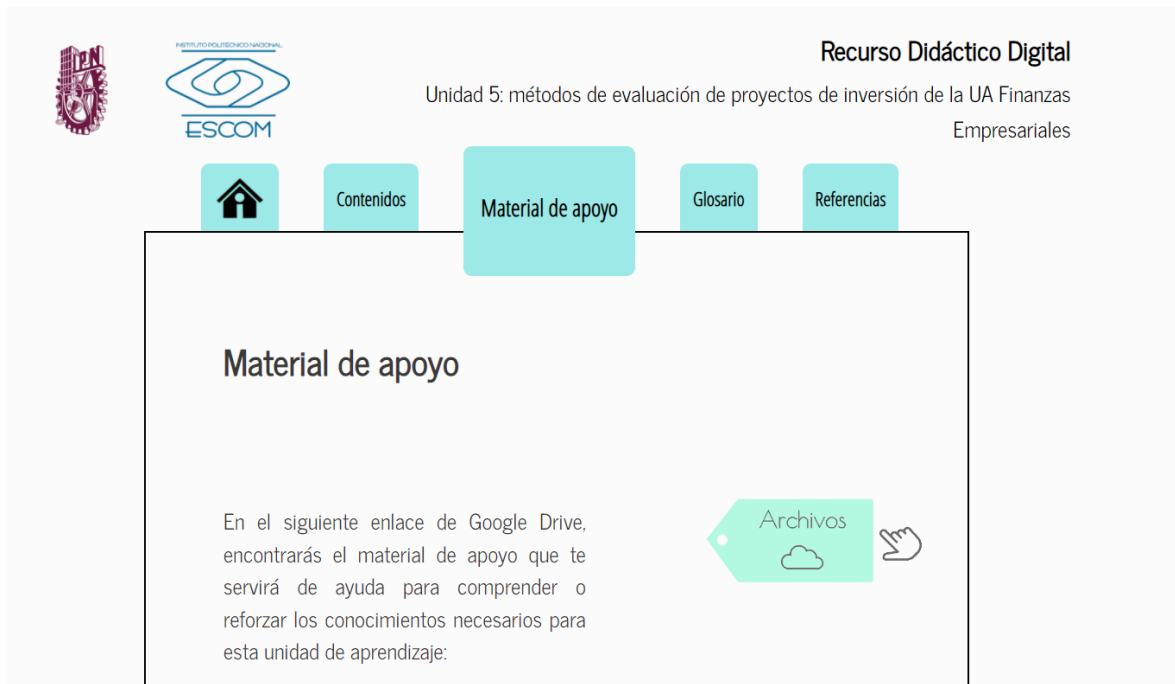 IPN
INSTITUTO POLITÉCNICO NACIONAL
ESCOM
Recurso Didáctico Digital
Unidad 5: métodos de evaluación de proyectos de inversión de la UA Finanzas
Empresariales
Contenidos
Material de apoyo
Glosario
Referencias
Material de apoyo
En el siguiente enlace de Google Drive,
encontrarás el material de apoyo que te
servirá de ayuda para comprender o
reforzar los conocimientos necesarios para
esta unidad de aprendizaje:
Archivos